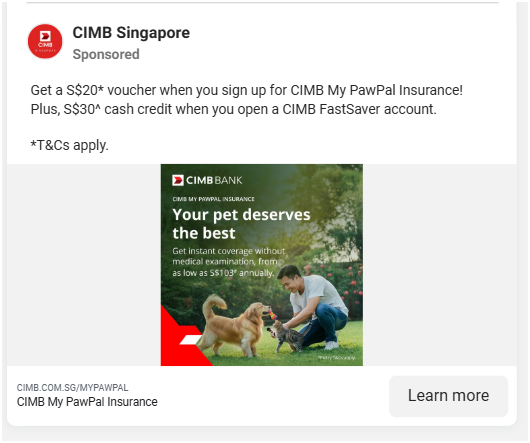 CIMB Singapore
Sponsored
Get a S$20* voucher when you sign up for CIMB My PawPal Insurance!
Plus, S$30^ cash credit when you open a CIMB FastSaver account.
*T&Cs apply.
CIMB BANK
CIMB MY PAWPAL INSURANCE
Your pet deserves
the best
Get instant coverage without
medical examination, from
as low as S$103# annually.
CIMB.COM.SG/MYPAWPAL
CIMB My PawPal Insurance
Learn more